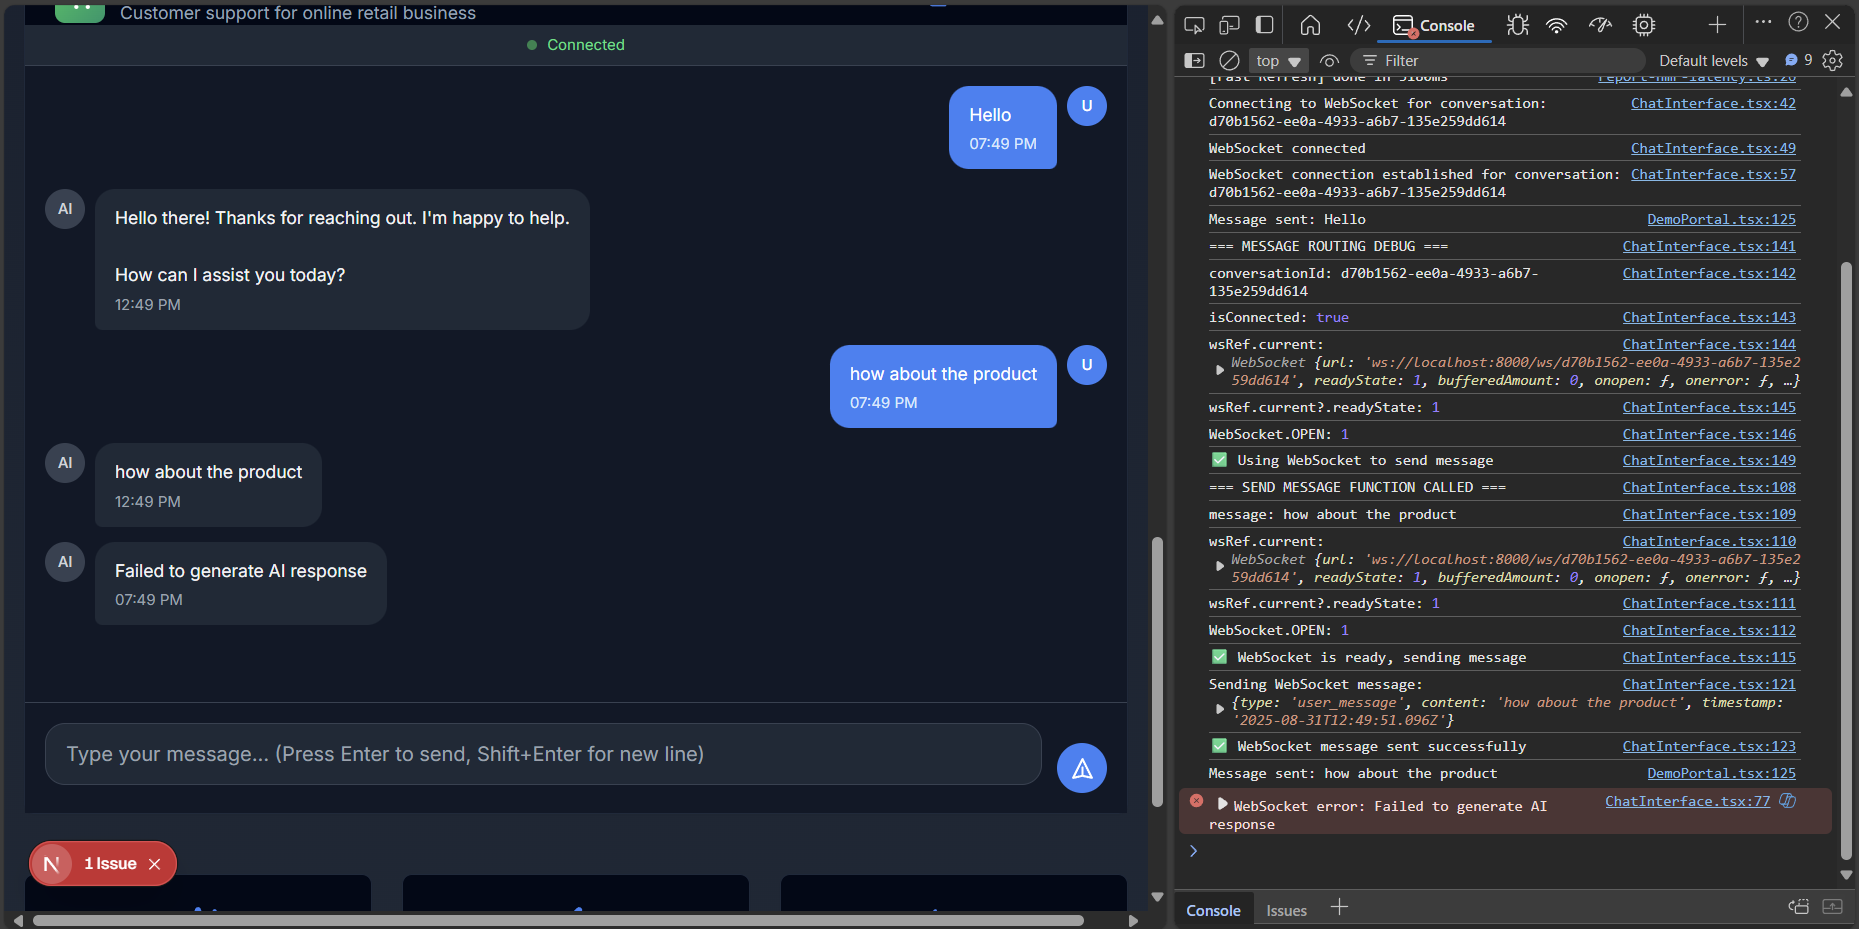 Customer support for online retail business
Connected
Hello
07:49 PM
U
AI
Hello there! Thanks for reaching out. I'm happy to help.
How can I assist you today?
12:49 PM
how about the product
07:49 PM
U
AI
how about the product
12:49 PM
AI
Failed to generate AI response
07:49 PM
Type your message... (Press Enter to send, Shift+Enter for new line)
N 1 Issue
Console
top
Filter
Default levels
9
[Fast Refresh] done in 3180ms report-hmr-latency.ts:26
Connecting to WebSocket for conversation: ChatInterface.tsx:42
d70b1562-ee0a-4933-a6b7-135e259dd614
WebSocket connected ChatInterface.tsx:49
WebSocket connection established for conversation: ChatInterface.tsx:57
d70b1562-ee0a-4933-a6b7-135e259dd614
Message sent: Hello DemoPortal.tsx:125
=== MESSAGE ROUTING DEBUG === ChatInterface.tsx:141
conversationId: d70b1562-ee0a-4933-a6b7- ChatInterface.tsx:142
135e259dd614
isConnected: true ChatInterface.tsx:143
wsRef.current: ChatInterface.tsx:144
WebSocket {url: 'ws://localhost:8000/ws/d70b1562-ee0a-4933-a6b7-135e2
59dd614', readyState: 1, bufferedAmount: 0, onopen: ƒ, onerror: ƒ, …}
wsRef.current?.readyState: 1 ChatInterface.tsx:145
WebSocket.OPEN: 1 ChatInterface.tsx:146
✅ Using WebSocket to send message ChatInterface.tsx:149
=== SEND MESSAGE FUNCTION CALLED === ChatInterface.tsx:108
message: how about the product ChatInterface.tsx:109
wsRef.current: ChatInterface.tsx:110
WebSocket {url: 'ws://localhost:8000/ws/d70b1562-ee0a-4933-a6b7-135e2
59dd614', readyState: 1, bufferedAmount: 0, onopen: ƒ, onerror: ƒ, …}
wsRef.current?.readyState: 1 ChatInterface.tsx:111
WebSocket.OPEN: 1 ChatInterface.tsx:112
✅ WebSocket is ready, sending message ChatInterface.tsx:115
Sending WebSocket message: ChatInterface.tsx:121
{type: 'user_message', content: 'how about the product', timestamp:
'2025-08-31T12:49:51.096Z'}
✅ WebSocket message sent successfully ChatInterface.tsx:123
Message sent: how about the product DemoPortal.tsx:125
WebSocket error: Failed to generate AI ChatInterface.tsx:77
response
Console
Issues